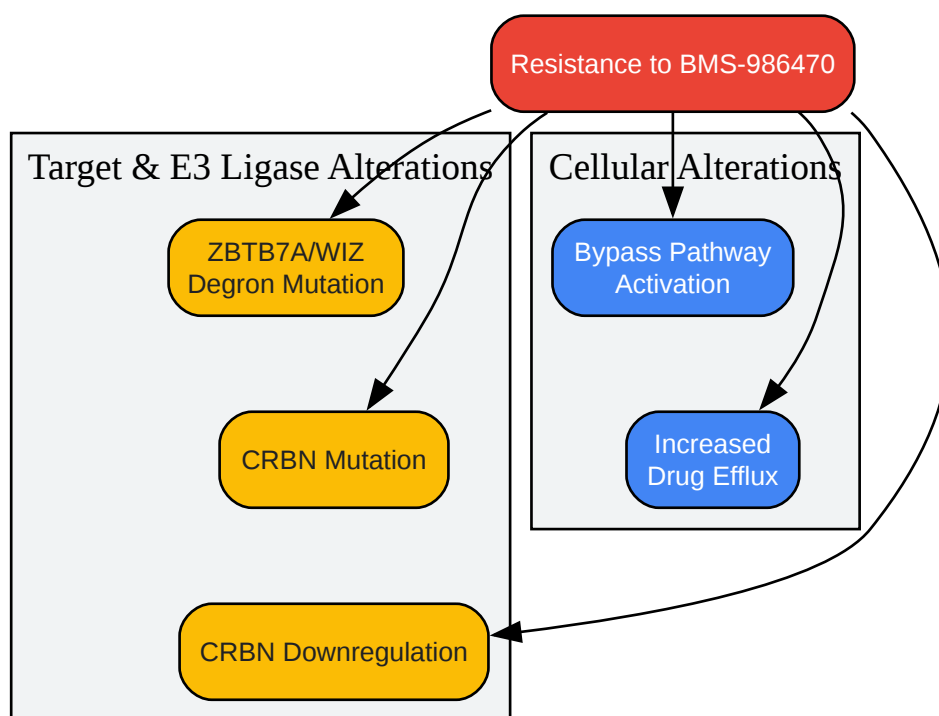 Resistance to BMS-986470
Target & E3 Ligase Alterations
Cellular Alterations
ZBTB7A/WIZ
Degron Mutation
Bypass Pathway
Activation
CRBN Mutation
Increased
Drug Efflux
CRBN Downregulation